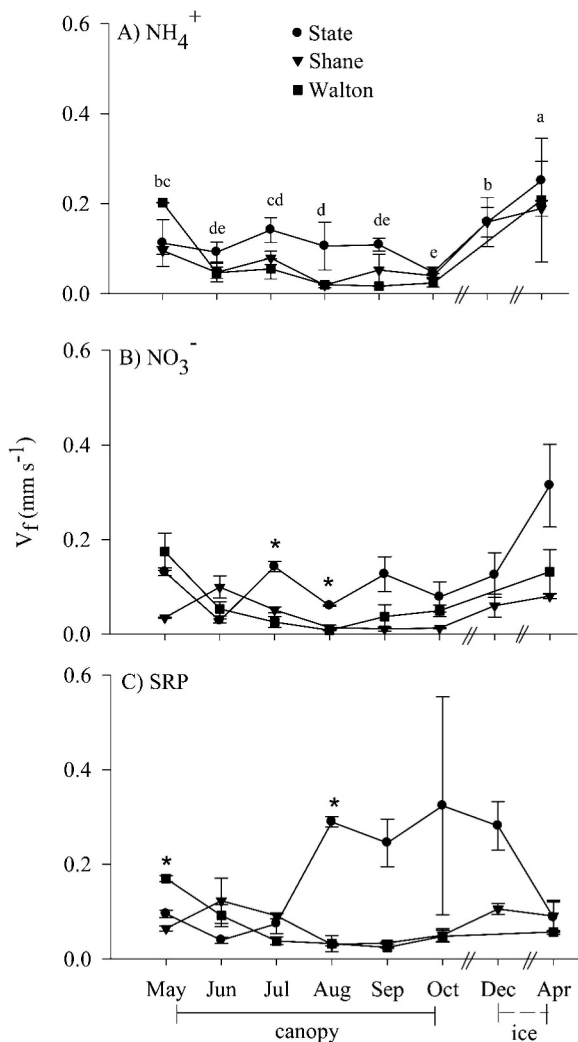 A) NH4+
State
Shane
Walton
0.6
0.4
0.2
0.0
bc
de
cd
d
de
e
b
a
B) NO3-
0.6
0.4
0.2
0.0
*
*
Vf (mm s-1)
C) SRP
0.6
0.4
0.2
0.0
*
*
May Jun Jul Aug Sep Oct Dec Apr
canopy ice